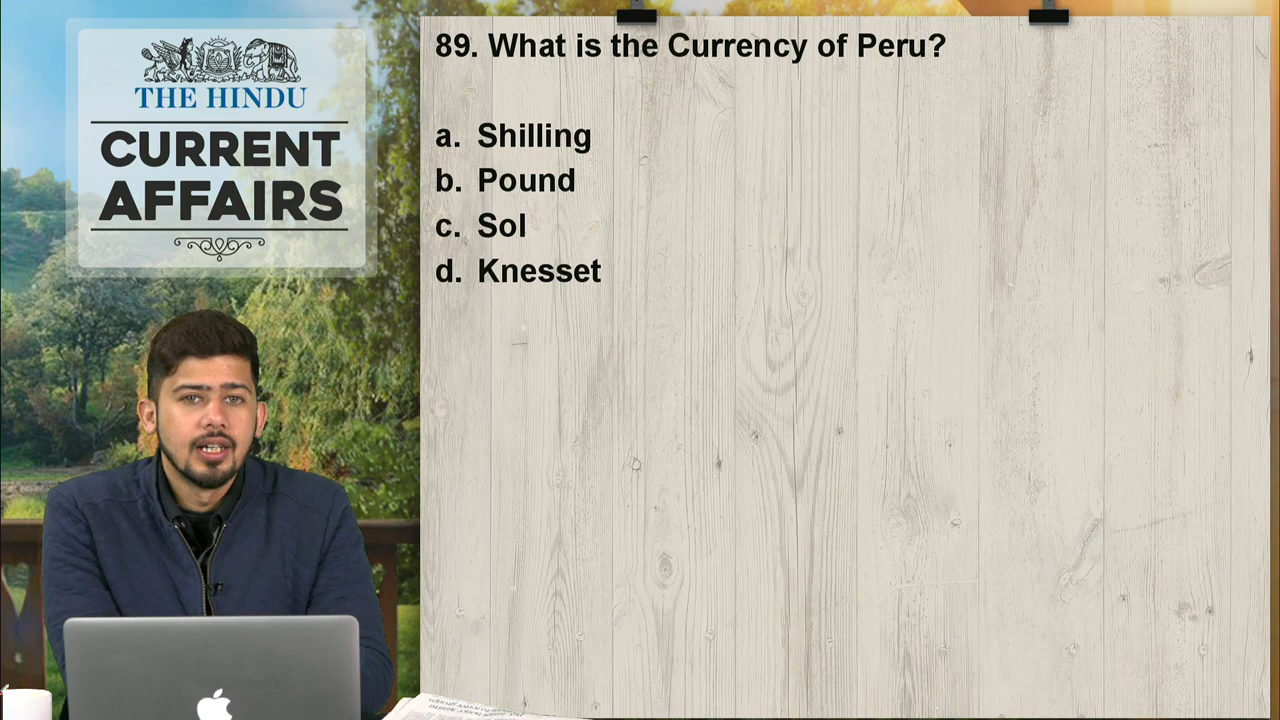 THE HINDU
CURRENT
AFFAIRS
89. What is the Currency of Peru?
a. Shilling
b. Pound
c. Sol
d. Knesset